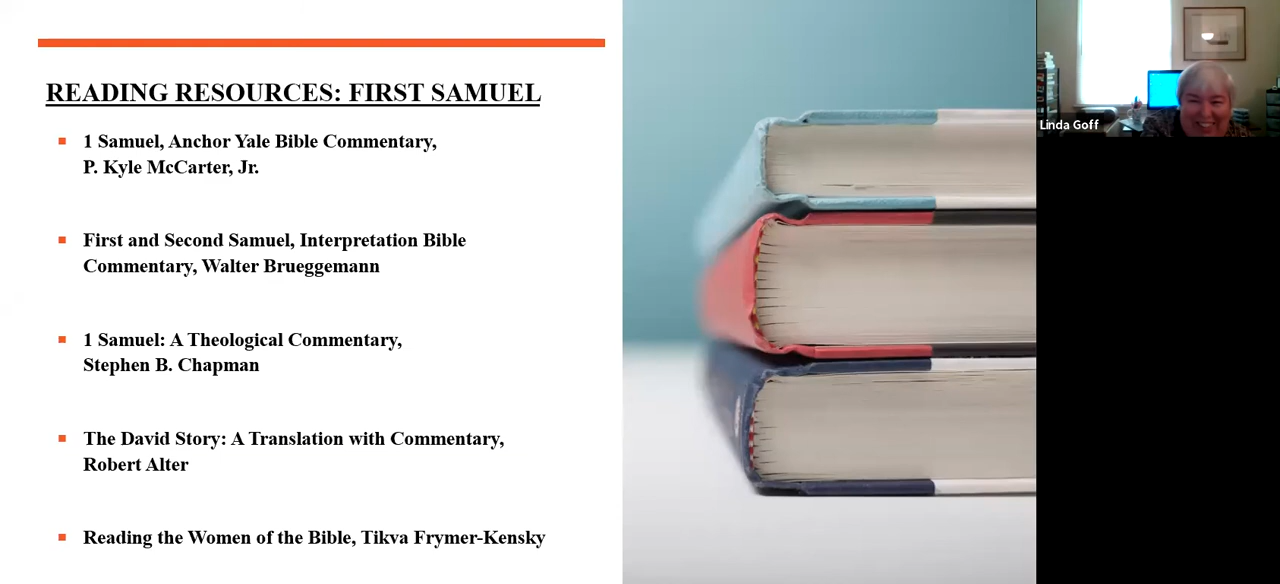 READING RESOURCES: FIRST SAMUEL
1 Samuel, Anchor Yale Bible Commentary,
P. Kyle McCarter, Jr.
First and Second Samuel, Interpretation Bible
Commentary, Walter Brueggemann
1 Samuel: A Theological Commentary,
Stephen B. Chapman
The David Story: A Translation with Commentary,
Robert Alter
Reading the Women of the Bible, Tikva Frymer-Kensky
Linda Goff